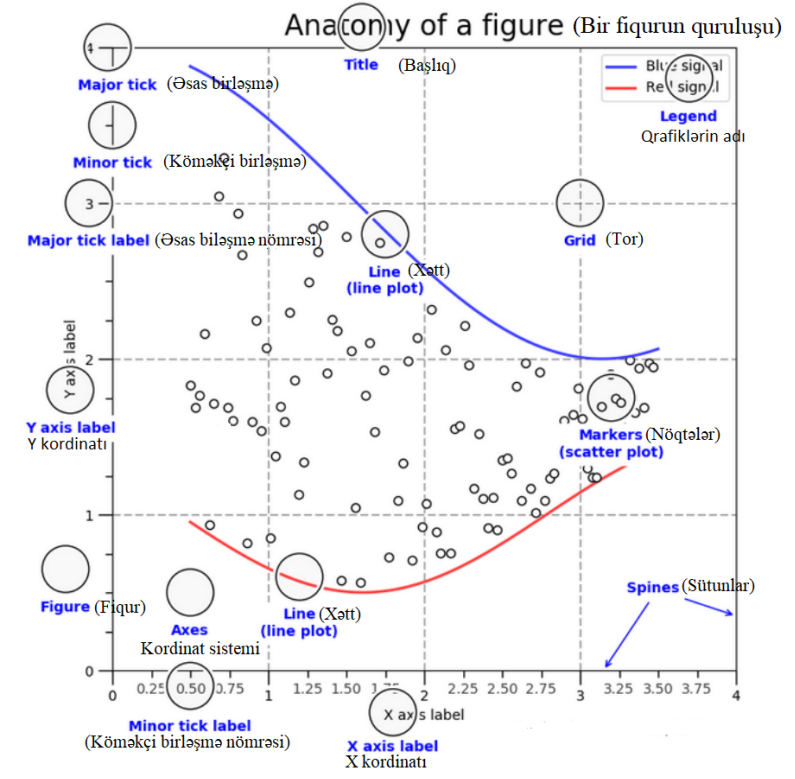 Anatomy of a figure (Bir fiqurun quruluşu)
Title (Başlıq)
4
Major tick (Əsas birləşmə)
Blue signal
Red signal
Legend
Qrafiklərin adı
Minor tick (Köməkçi birləşmə)
3
Major tick label (Əsas biləşmə nömrəsı)
Grid (Tor)
Line (Xətt)
(line plot)
2
Y axis label
Y axis label
Y kordinatı
Markers (Nöqtələr)
(scatter plot)
1
Figure (Fiqur)
Axes
Kordinat sistemi
Line (Xətt)
(line plot)
Spines (Sütunlar)
0
0 0.25 0.50 0.75 1 1.25 1.50 2 2.25 2.50 2.75 3 3.25 3.50 3.75 4
X axis label
Minor tick label
(Köməkçi birləşmə nömrəsi)
X axis label
X kordinatı